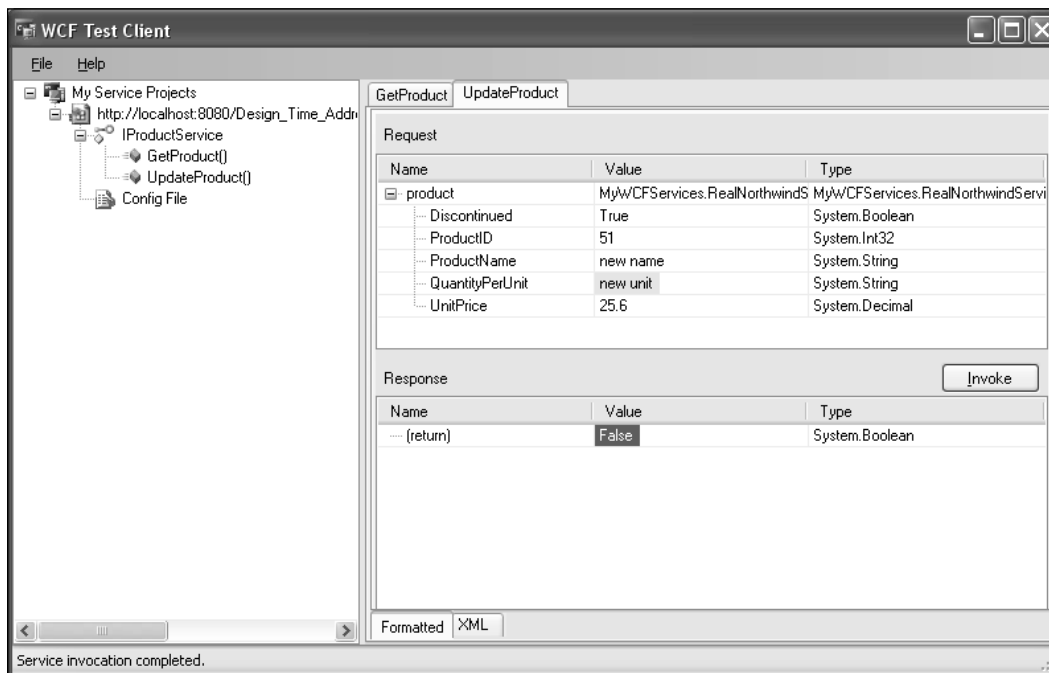 WCF Test Client
File Help
My Service Projects
http://localhost:8080/Design_Time_Addr
IProductService
GetProduct()
UpdateProduct()
Config File
GetProduct UpdateProduct
Request
Name Value Type
product MyWCFServices.RealNorthwindS MyWCFServices.RealNorthwindServi
Discontinued True System.Boolean
ProductID 51 System.Int32
ProductName new name System.String
QuantityPerUnit new unit System.String
UnitPrice 25.6 System.Decimal
Response Invoke
Name Value Type
(return) False System.Boolean
Formatted XML
Service invocation completed.